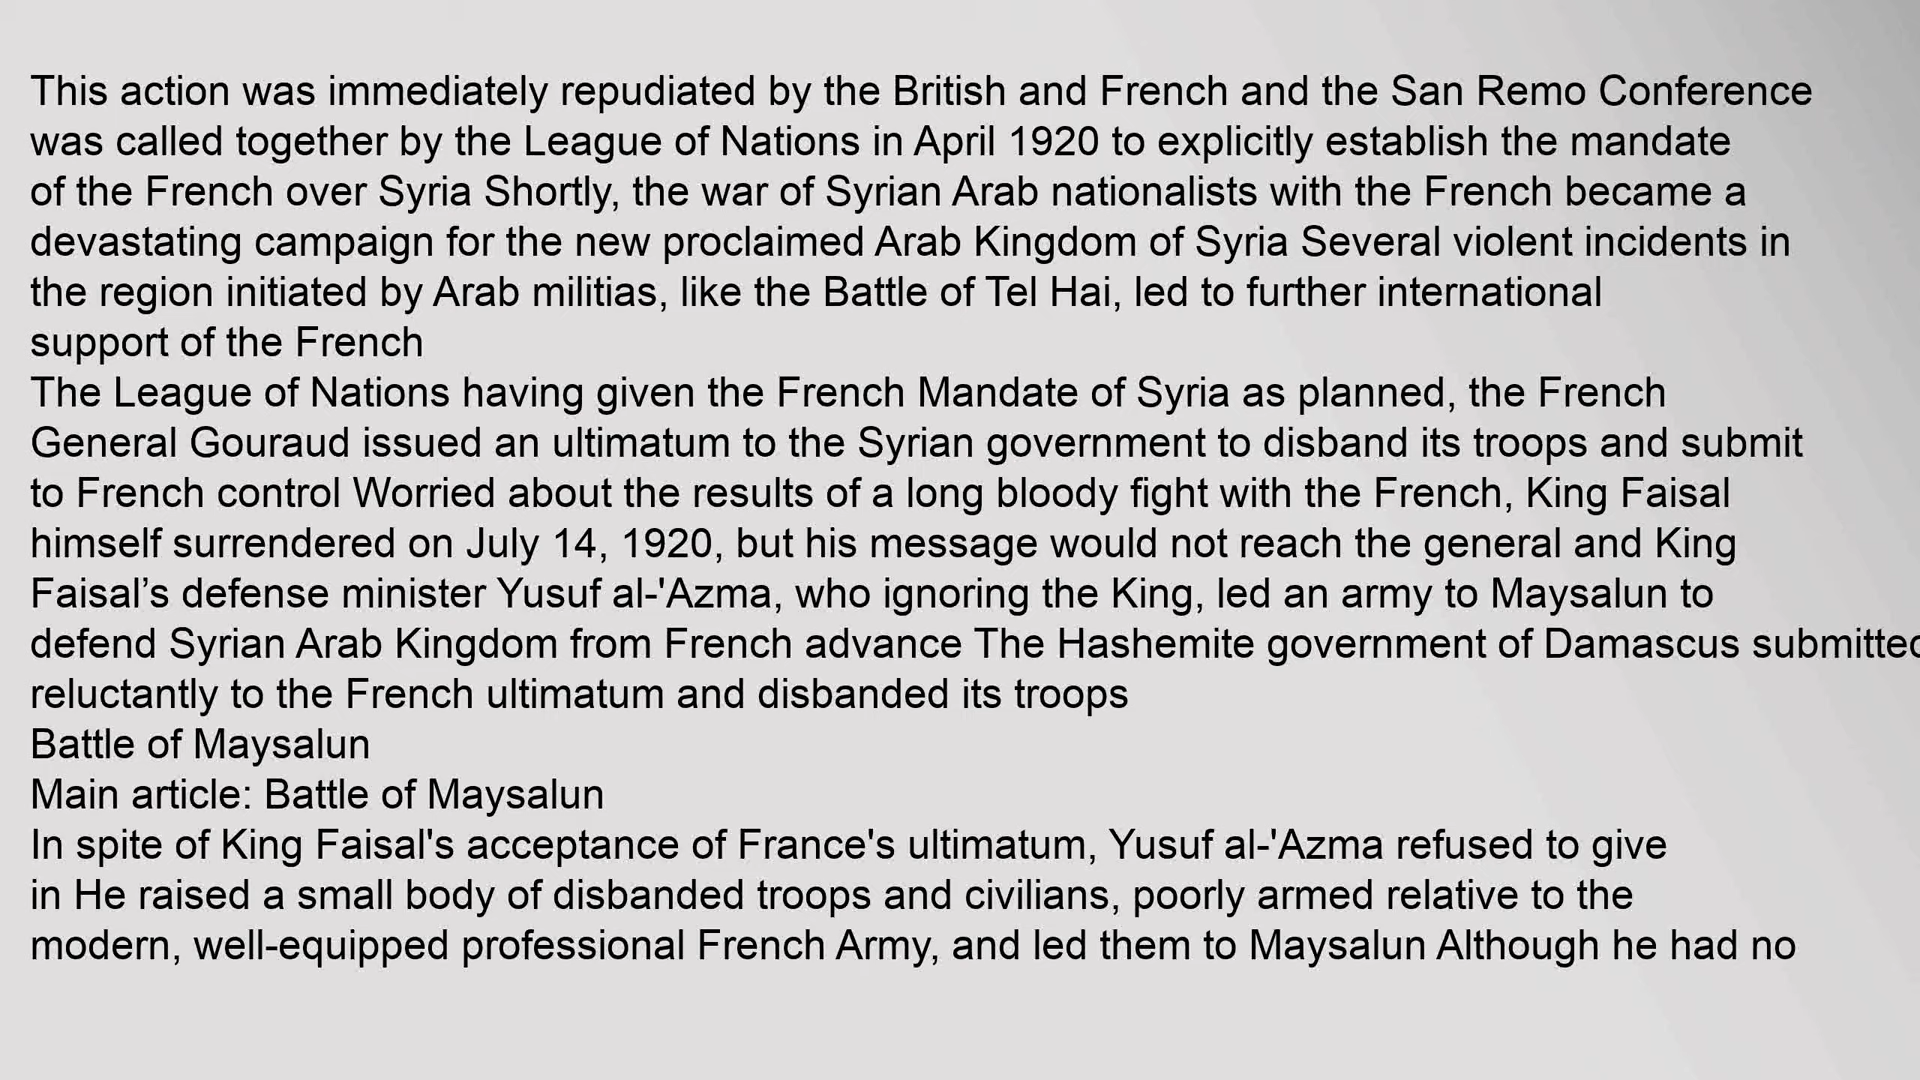 This action was immediately repudiated by the British and French and the San Remo Conference
was called together by the League of Nations in April 1920 to explicitly establish the mandate
of the French over Syria Shortly, the war of Syrian Arab nationalists with the French became a
devastating campaign for the new proclaimed Arab Kingdom of Syria Several violent incidents in
the region initiated by Arab militias, like the Battle of Tel Hai, led to further international
support of the French
The League of Nations having given the French Mandate of Syria as planned, the French
General Gouraud issued an ultimatum to the Syrian government to disband its troops and submit
to French control Worried about the results of a long bloody fight with the French, King Faisal
himself surrendered on July 14, 1920, but his message would not reach the general and King
Faisal’s defense minister Yusuf al-'Azma, who ignoring the King, led an army to Maysalun to
defend Syrian Arab Kingdom from French advance The Hashemite government of Damascus submitted
reluctantly to the French ultimatum and disbanded its troops
Battle of Maysalun
Main article: Battle of Maysalun
In spite of King Faisal's acceptance of France's ultimatum, Yusuf al-'Azma refused to give
in He raised a small body of disbanded troops and civilians, poorly armed relative to the
modern, well-equipped professional French Army, and led them to Maysalun Although he had no